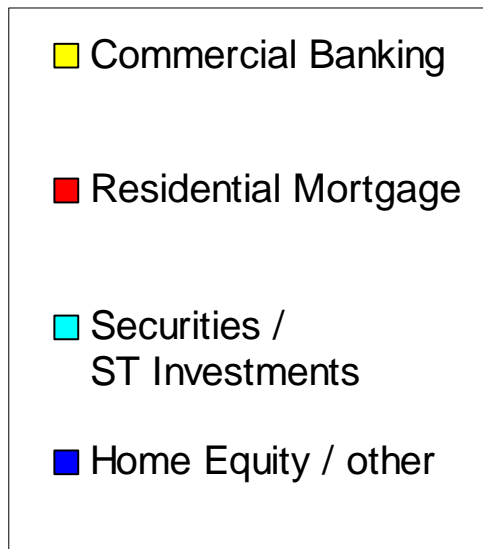 Commercial Banking
Residential Mortgage
Securities /
ST Investments
Home Equity / other